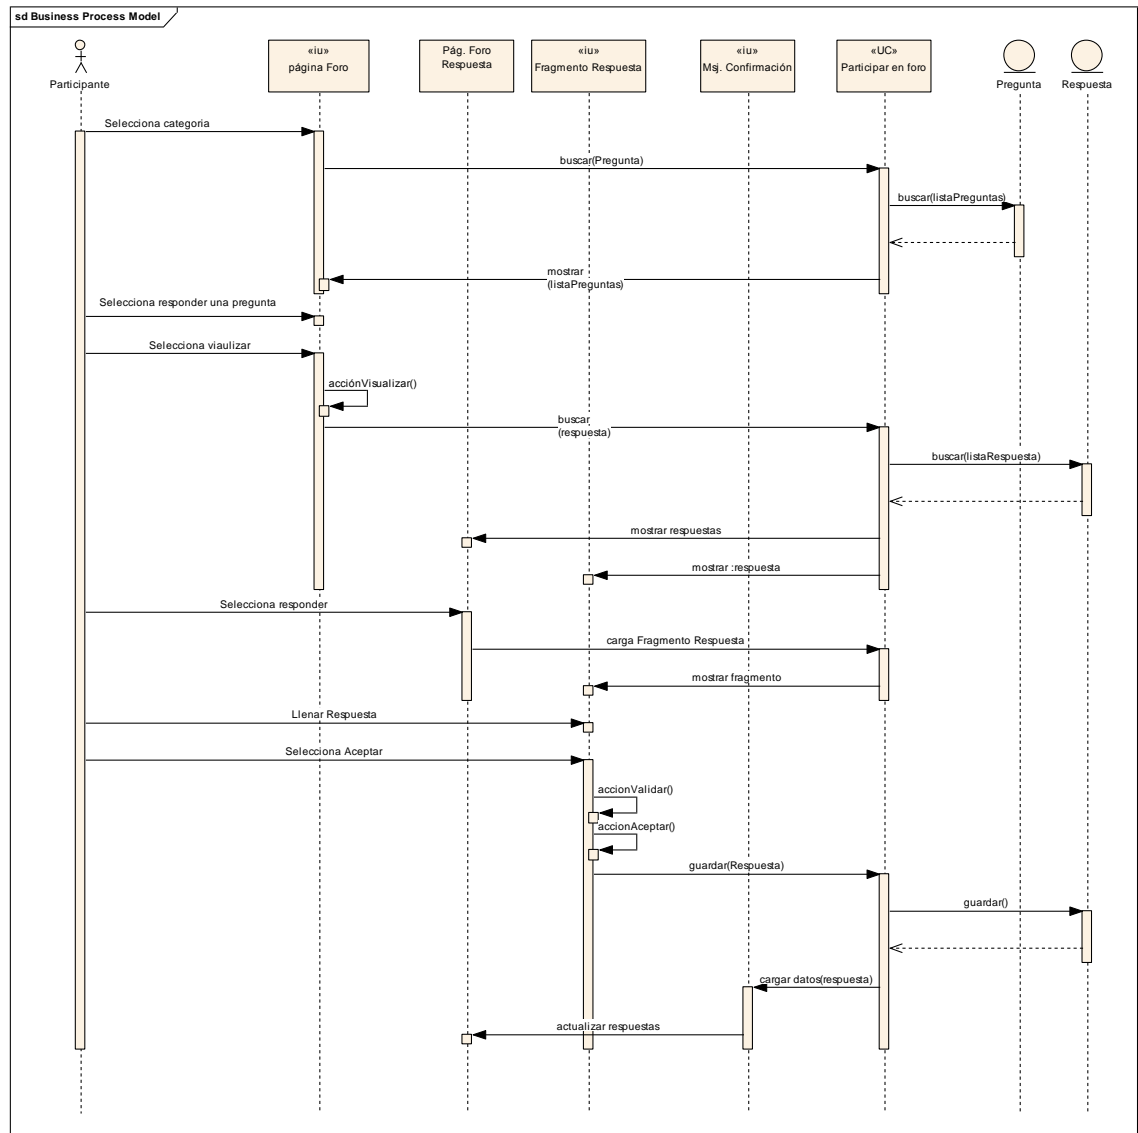 sd Business Process Model
Participante
«iu»
página Foro
Pág. Foro
Respuesta
«iu»
Fragmento Respuesta
«iu»
Msj. Confirmación
«UC»
Participar en foro
Pregunta
Respuesta
Selecciona categoria
buscar(Pregunta)
buscar(listaPreguntas)
mostrar
(listaPreguntas)
Selecciona responder una pregunta
Selecciona viaulizar
acciónVisualizar()
buscar
(respuesta)
buscar(listaRespuesta)
mostrar respuestas
mostrar :respuesta
Selecciona responder
carga Fragmento Respuesta
mostrar fragmento
Llenar Respuesta
Selecciona Aceptar
accionValidar()
accionAceptar()
guardar(Respuesta)
guardar()
cargar datos(respuesta)
actualizar respuestas